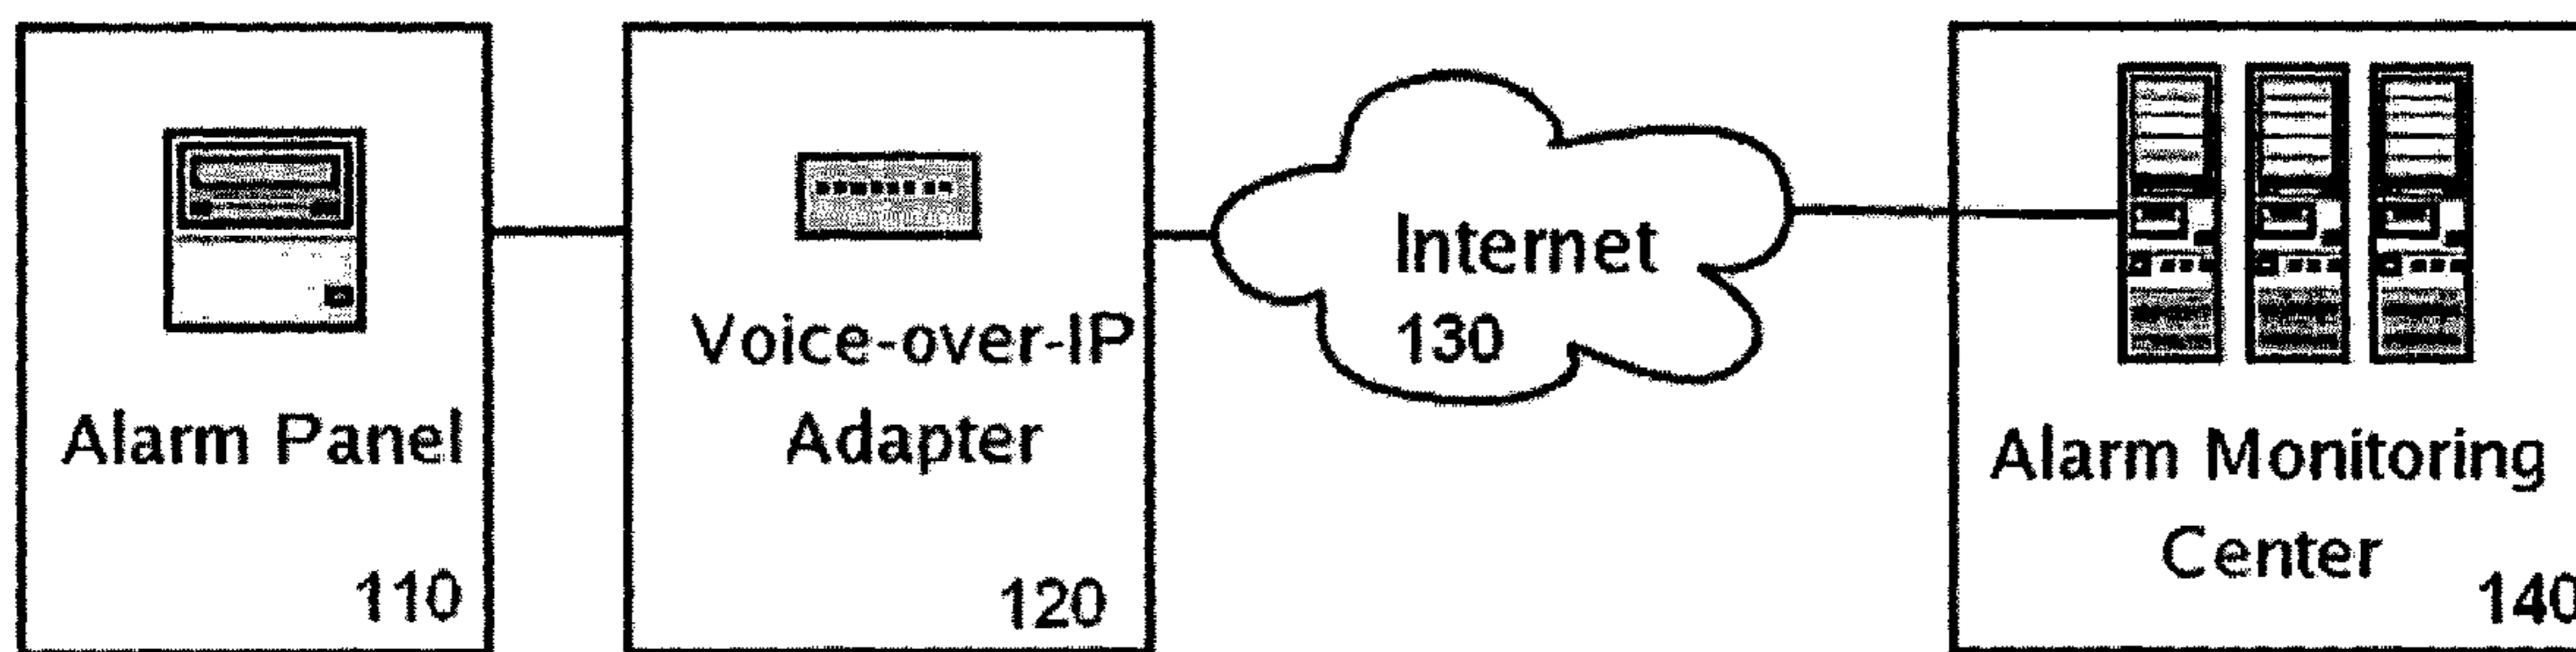 Alarm Panel
110
Voice-over-IP
Adapter
120
Internet
130
Alarm Monitoring
Center
140